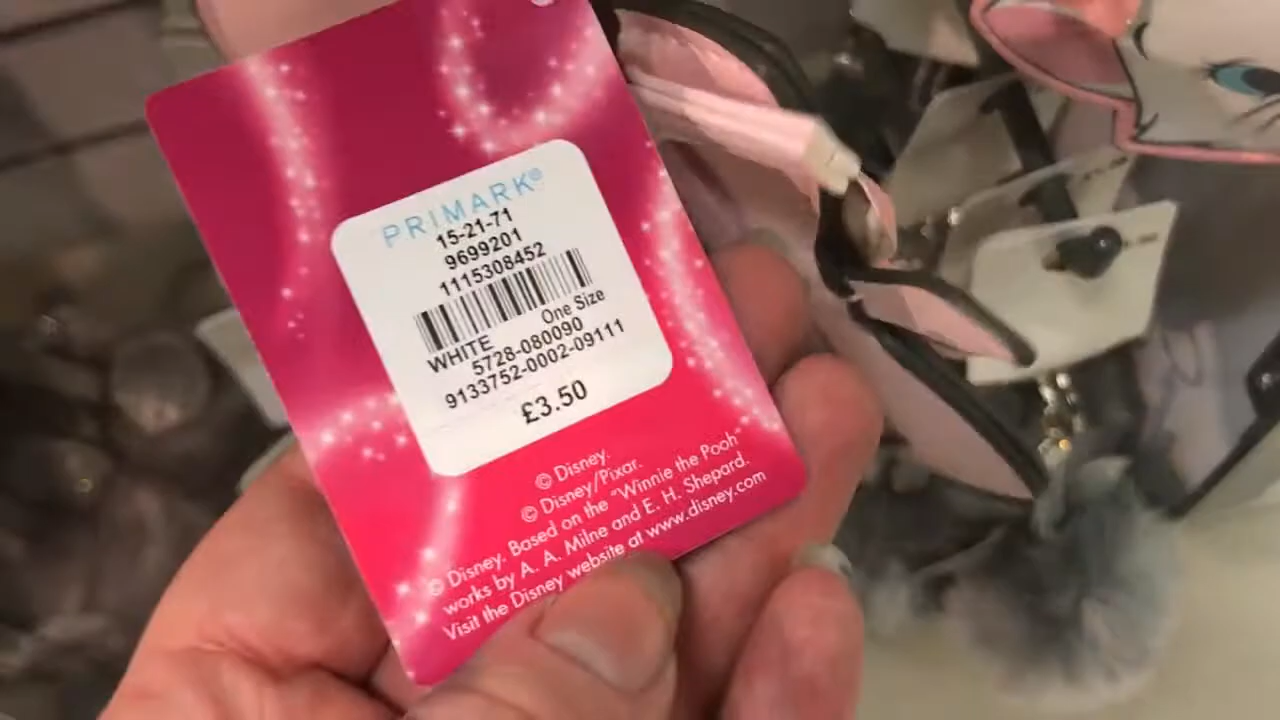 PRIMARK®
15-21-71
9699201
1115308452
One Size
WHITE
5728-080090
9133752-0002-09111
£3.50
© Disney.
© Disney/Pixar.
© Disney. Based on the "Winnie the Pooh"
works by A. A. Milne and E. H. Shepard.
Visit the Disney website at www.disney.com